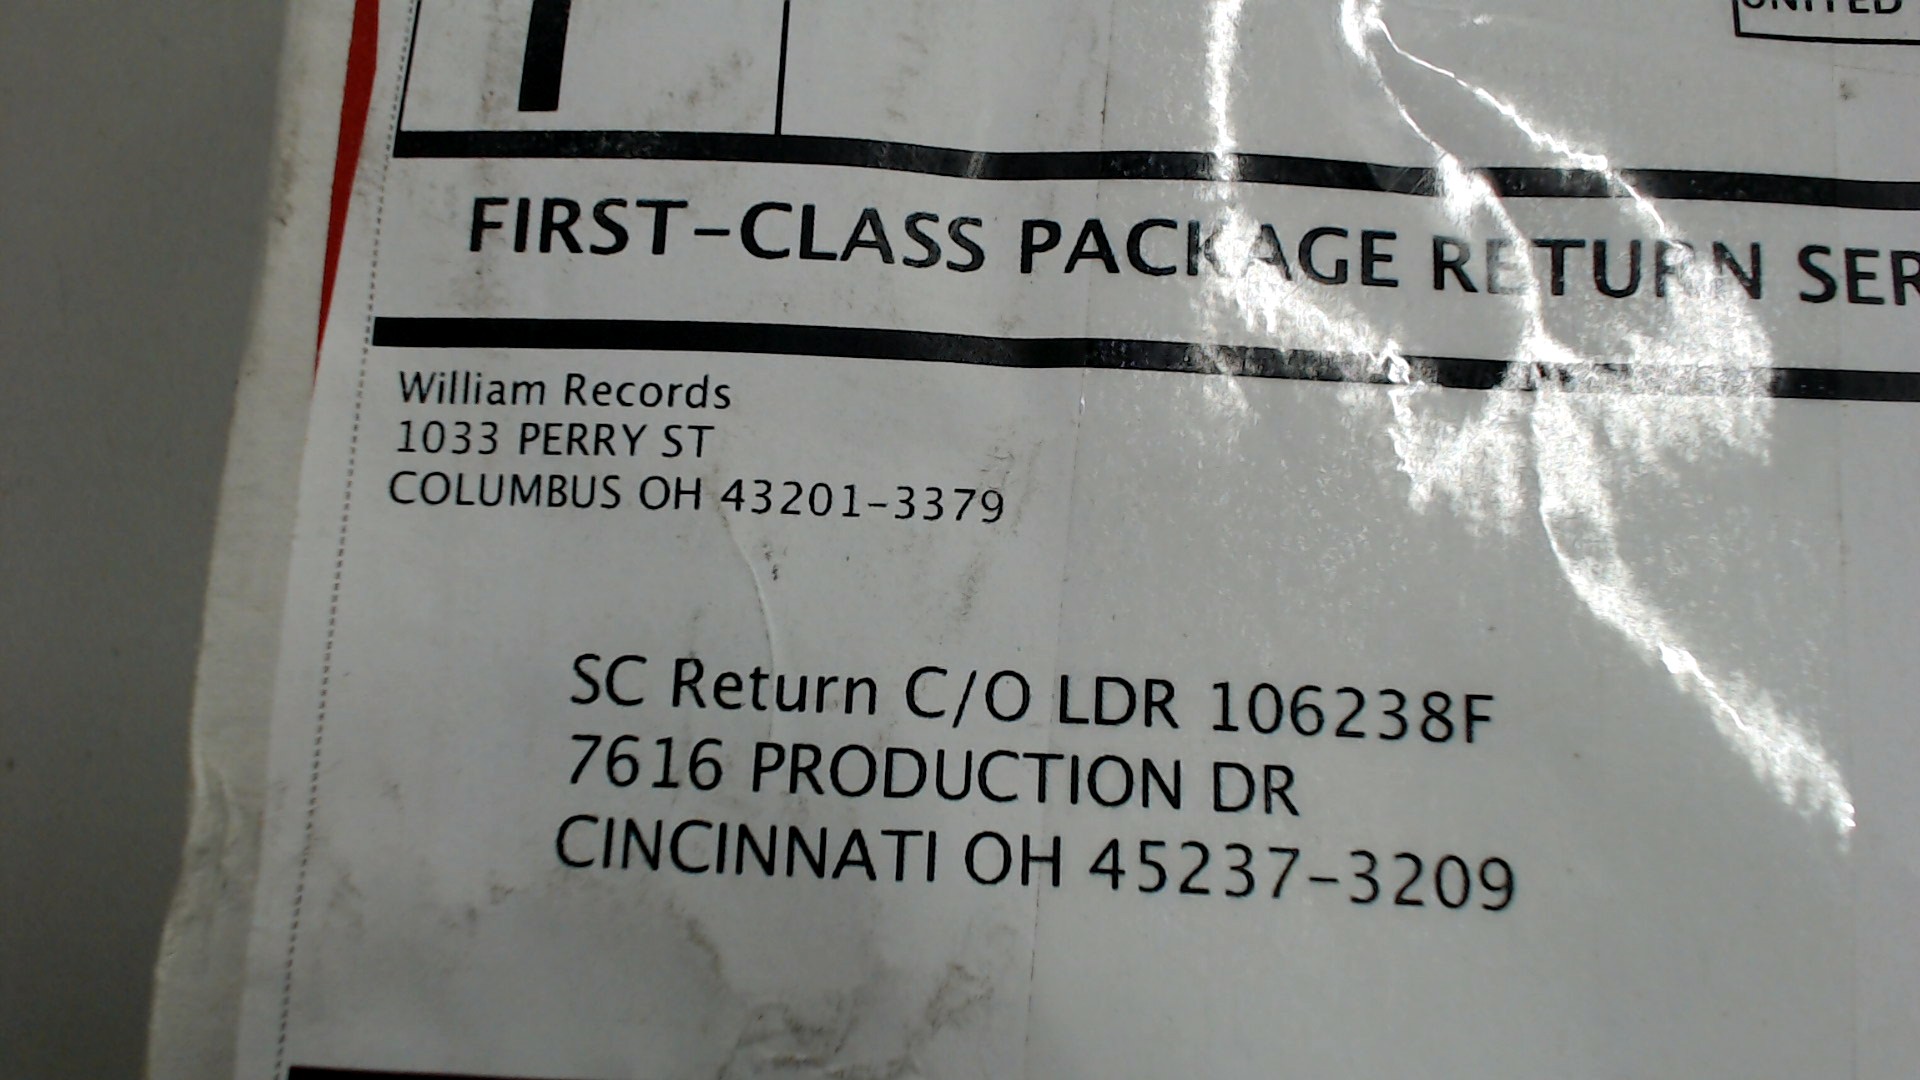 UNITED
FIRST-CLASS PACKAGE RETURN SER
William Records
1033 PERRY ST
COLUMBUS OH 43201-3379
SC Return C/O LDR 106238F
7616 PRODUCTION DR
CINCINNATI OH 45237-3209